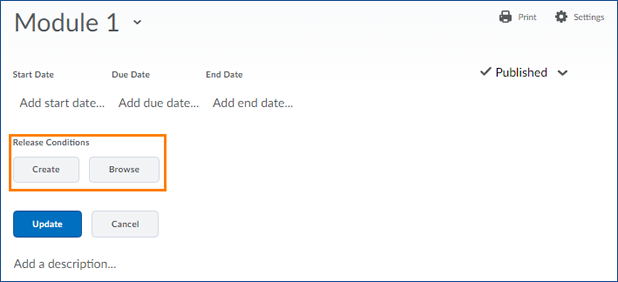 Module 1
Print Settings
Start Date Due Date End Date
Published
Add start date... Add due date... Add end date...
Release Conditions
Create Browse
Update Cancel
Add a description...